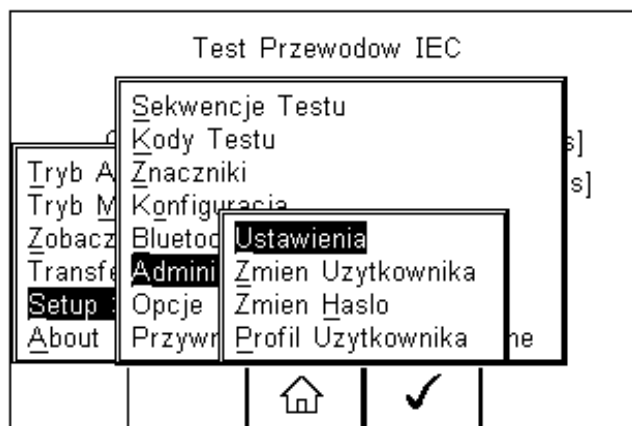 Test Przewodow IEC
Sekwencje Testu
Kody Testu
s]
Znaczniki
s]
Tryb A
Tryb M
Konfiguracja
Zobacz
Bluetoo
Ustawienia
Transfe
Admini
Zmien Uzytkownika
Setup
Opcje
Zmien Haslo
About
Przywr
Profil Uzytkownika
ne